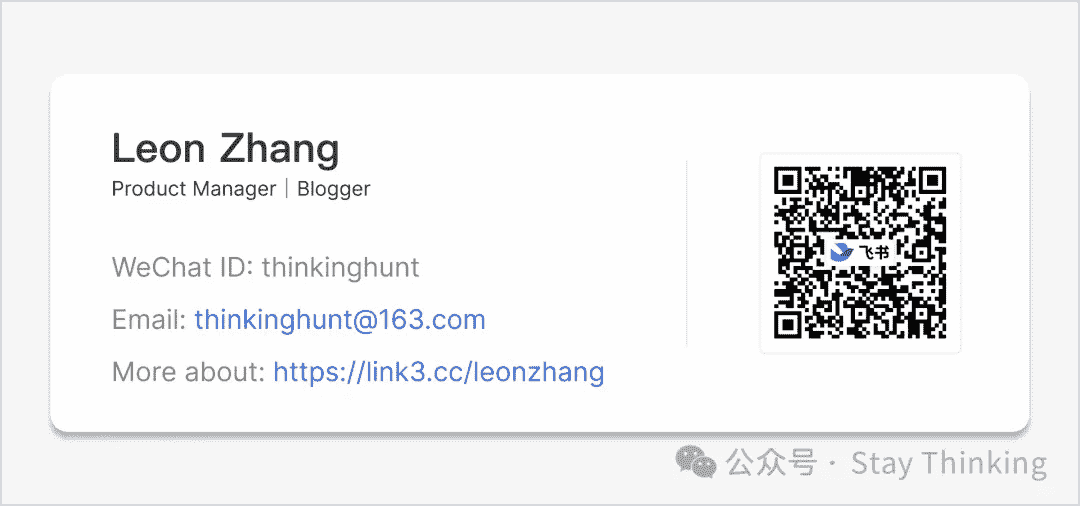 Leon Zhang
Product Manager｜Blogger
WeChat ID: thinkinghunt
Email: thinkinghunt@163.com
More about: https://link3.cc/leonzhang
飞书
公众号 · Stay Thinking